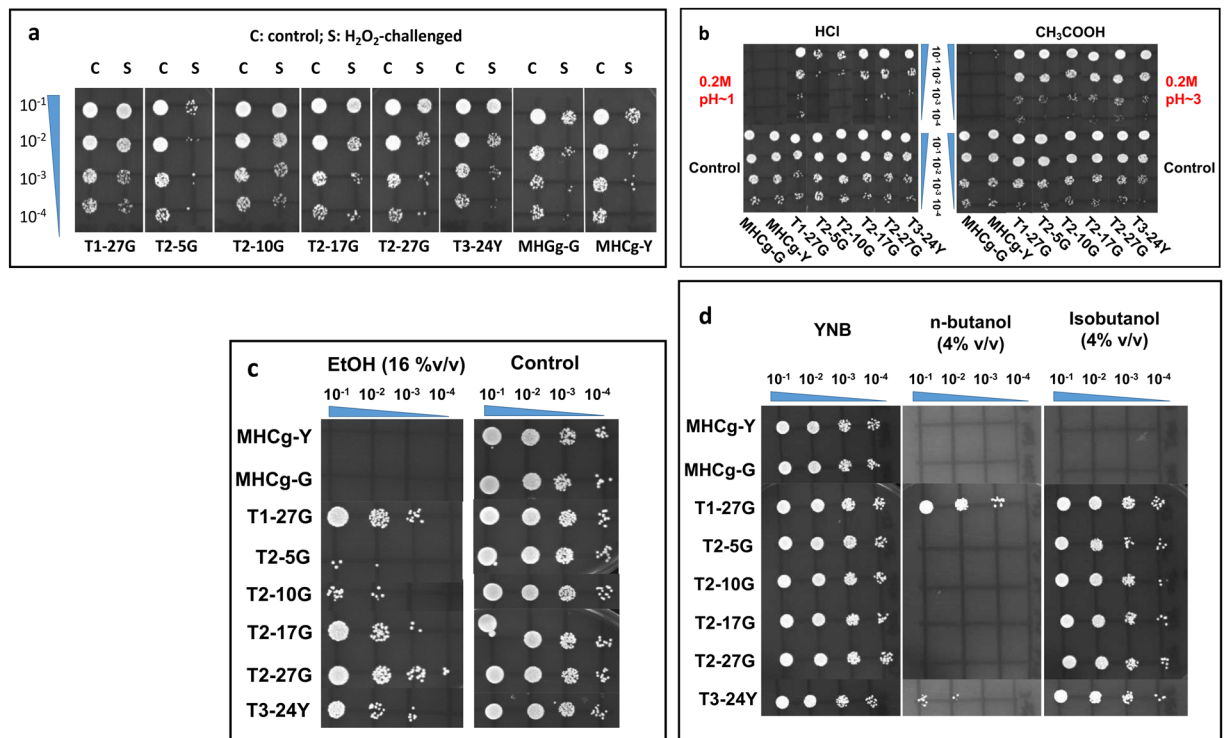 a
C: control; S: H₂O₂-challenged
C S C S C S C S C S C S C S C S
10⁻¹
10⁻²
10⁻³
10⁻⁴
T1-27G T2-5G T2-10G T2-17G T2-27G T3-24Y MHGg-G MHCg-Y
b
HCl CH₃COOH
0.2M
pH~1
10⁻¹ 10⁻² 10⁻³ 10⁻⁴
0.2M
pH~3
Control
10⁻¹ 10⁻² 10⁻³ 10⁻⁴
Control
MHCg-G MHCg-Y T1-27G T2-5G T2-10G T2-17G T2-27G T3-24Y MHCg-G MHCg-Y T1-27G T2-5G T2-10G T2-17G T2-27G T3-24Y
c
EtOH (16 %v/v) Control
10⁻¹ 10⁻² 10⁻³ 10⁻⁴ 10⁻¹ 10⁻² 10⁻³ 10⁻⁴
MHCg-Y
MHCg-G
T1-27G
T2-5G
T2-10G
T2-17G
T2-27G
T3-24Y
d
YNB n-butanol Isobutanol
(4% v/v) (4% v/v)
10⁻¹ 10⁻² 10⁻³ 10⁻⁴ 10⁻¹ 10⁻² 10⁻³ 10⁻⁴ 10⁻¹ 10⁻² 10⁻³ 10⁻⁴
MHCg-Y
MHCg-G
T1-27G
T2-5G
T2-10G
T2-17G
T2-27G
T3-24Y